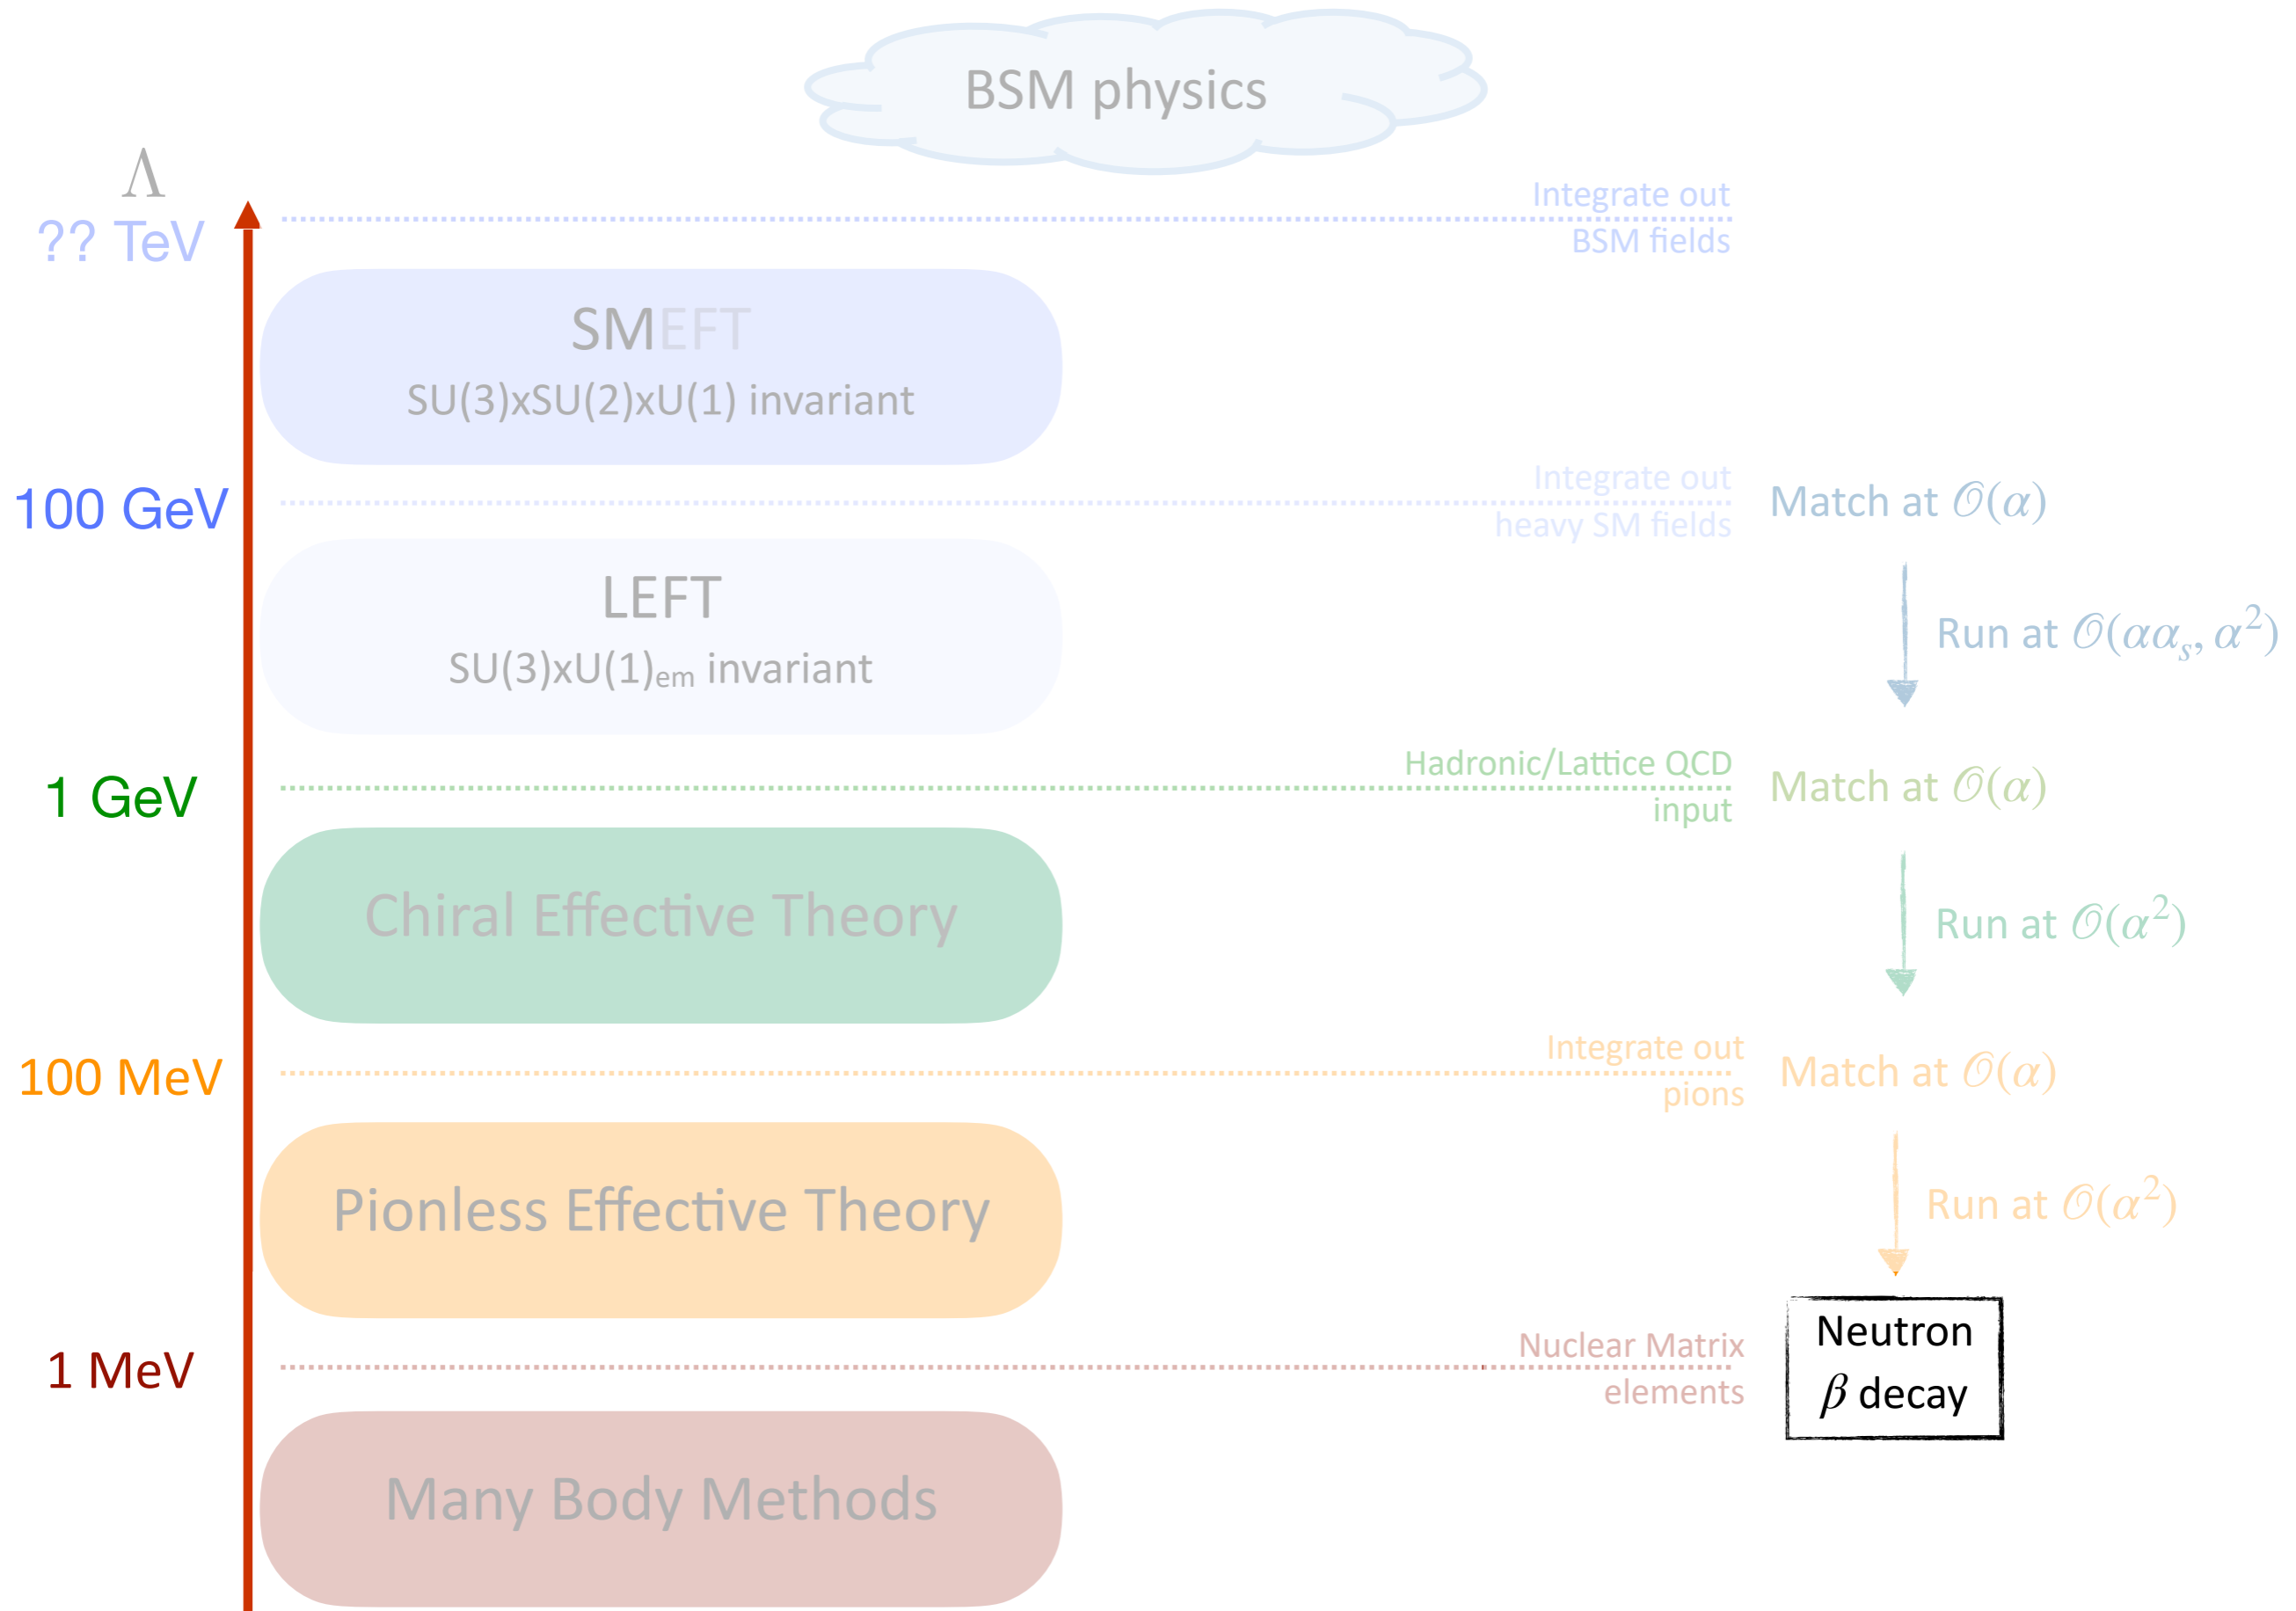 BSM physics
Λ
?? TeV
Integrate out
BSM fields
SMEFT
SU(3)xSU(2)xU(1) invariant
100 GeV
Integrate out
heavy SM fields
Match at 𝒪(α)
LEFT
SU(3)xU(1)ₑₘ invariant
Run at 𝒪(ααₛ, α²)
1 GeV
Hadronic/Lattice QCD
input
Match at 𝒪(α)
Chiral Effective Theory
Run at 𝒪(α²)
100 MeV
Integrate out
pions
Match at 𝒪(α)
Pionless Effective Theory
Run at 𝒪(α²)
1 MeV
Nuclear Matrix
elements
Neutron
β decay
Many Body Methods